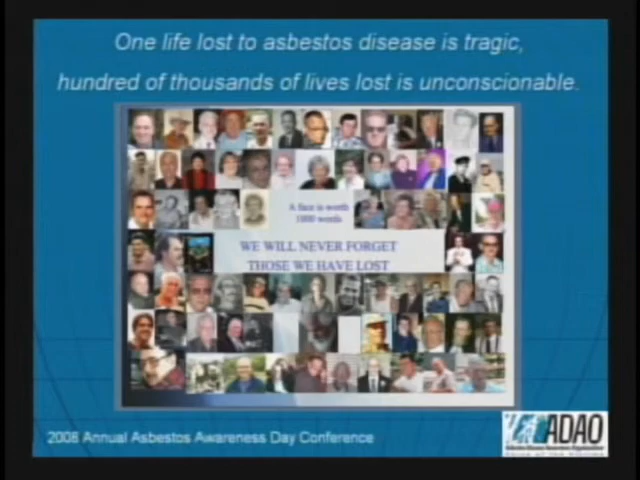 One life lost to asbestos disease is tragic,
hundred of thousands of lives lost is unconscionable.
A face is worth
1000 words
WE WILL NEVER FORGET
THOSE WE HAVE LOST
2008 Annual Asbestos Awareness Day Conference
ADAO